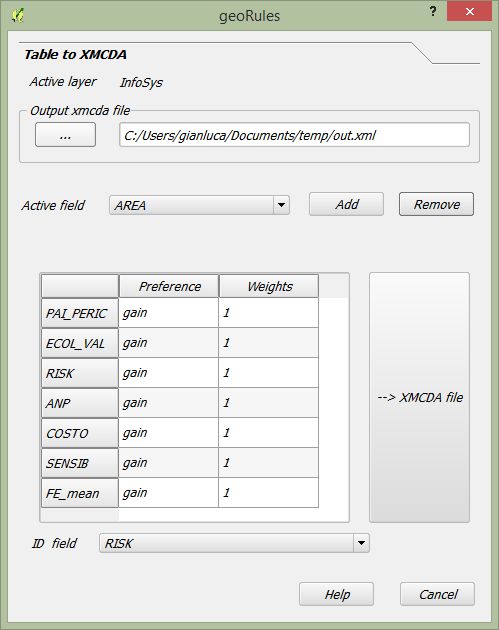 geoRules
?
Table to XMCDA
Active layer InfoSys
Output xmcda file
... C:/Users/gianluca/Documents/temp/out.xml
Active field AREA Add Remove
Preference Weights
PAI_PERIC gain 1
ECOL_VAL gain 1
RISK gain 1
ANP gain 1
COSTO gain 1
SENSIB gain 1
FE_mean gain 1
--> XMCDA file
ID field RISK
Help Cancel